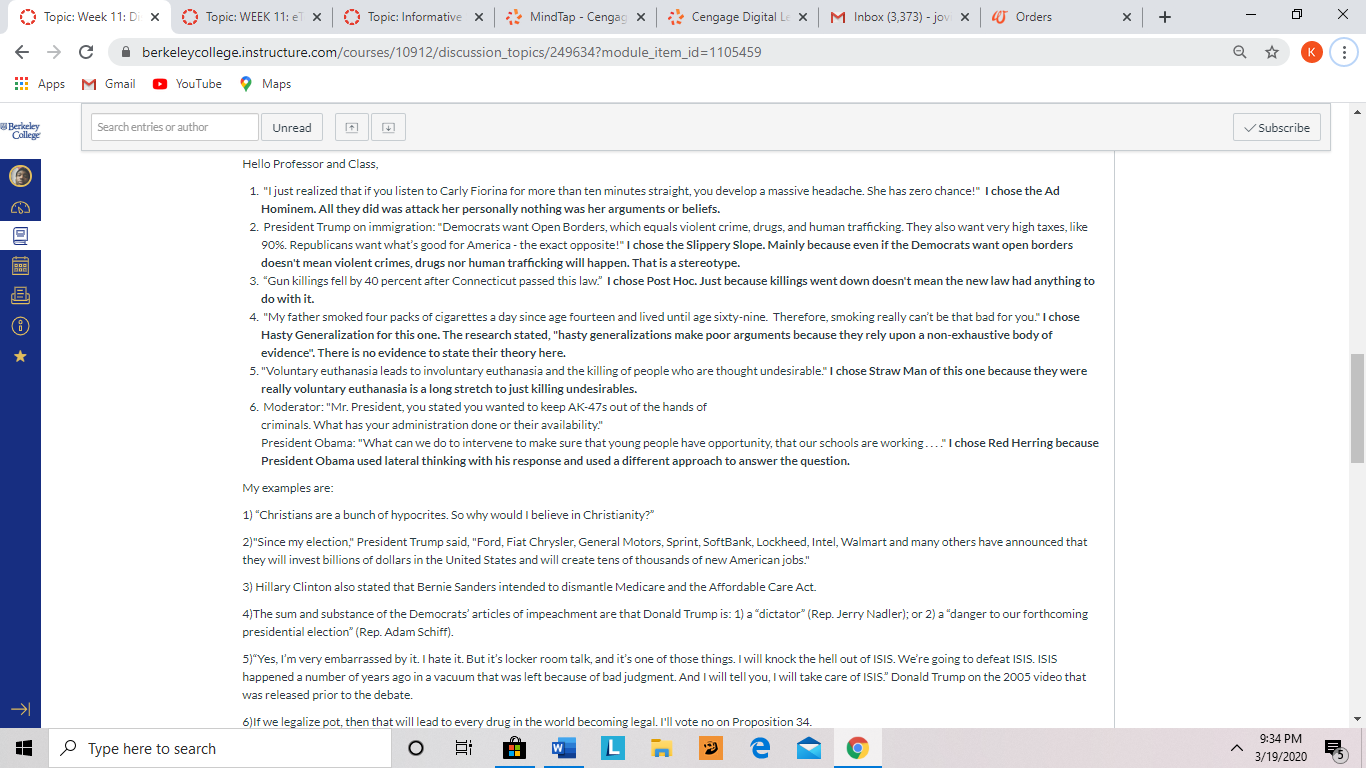 Topic: Week 11: Di
Topic: WEEK 11: eT
Topic: Informative
MindTap - Cengag
Cengage Digital Le
Inbox (3,373) - jov
Orders
berkeleycollege.instructure.com/courses/10912/discussion_topics/249634?module_item_id=1105459
K
Apps
Gmail
YouTube
Maps
Berkeley
College
Search entries or author
Unread
Subscribe
Hello Professor and Class,
1. "I just realized that if you listen to Carly Fiorina for more than ten minutes straight, you develop a massive headache. She has zero chance!" I chose the Ad
Hominem. All they did was attack her personally nothing was her arguments or beliefs.
2. President Trump on immigration: "Democrats want Open Borders, which equals violent crime, drugs, and human trafficking. They also want very high taxes, like
90%. Republicans want what's good for America - the exact opposite!" I chose the Slippery Slope. Mainly because even if the Democrats want open borders
doesn't mean violent crimes, drugs nor human trafficking will happen. That is a stereotype.
3. “Gun killings fell by 40 percent after Connecticut passed this law.” I chose Post Hoc. Just because killings went down doesn't mean the new law had anything to
do with it.
4. "My father smoked four packs of cigarettes a day since age fourteen and lived until age sixty-nine. Therefore, smoking really can’t be that bad for you." I chose
Hasty Generalization for this one. The research stated, "hasty generalizations make poor arguments because they rely upon a non-exhaustive body of
evidence". There is no evidence to state their theory here.
5. "Voluntary euthanasia leads to involuntary euthanasia and the killing of people who are thought undesirable." I chose Straw Man of this one because they were
really voluntary euthanasia is a long stretch to just killing undesirables.
6. Moderator: "Mr. President, you stated you wanted to keep AK-47s out of the hands of
criminals. What has your administration done or their availability."
President Obama: "What can we do to intervene to make sure that young people have opportunity, that our schools are working . . . ." I chose Red Herring because
President Obama used lateral thinking with his response and used a different approach to answer the question.
My examples are:
1) “Christians are a bunch of hypocrites. So why would I believe in Christianity?”
2)"Since my election," President Trump said, "Ford, Fiat Chrysler, General Motors, Sprint, SoftBank, Lockheed, Intel, Walmart and many others have announced that
they will invest billions of dollars in the United States and will create tens of thousands of new American jobs."
3) Hillary Clinton also stated that Bernie Sanders intended to dismantle Medicare and the Affordable Care Act.
4)The sum and substance of the Democrats’ articles of impeachment are that Donald Trump is: 1) a “dictator” (Rep. Jerry Nadler); or 2) a “danger to our forthcoming
presidential election” (Rep. Adam Schiff).
5)“Yes, I’m very embarrassed by it. I hate it. But it’s locker room talk, and it’s one of those things. I will knock the hell out of ISIS. We’re going to defeat ISIS. ISIS
happened a number of years ago in a vacuum that was left because of bad judgment. And I will tell you, I will take care of ISIS.” Donald Trump on the 2005 video that
was released prior to the debate.
6)If we legalize pot, then that will lead to every drug in the world becoming legal. I'll vote no on Proposition 34.
Type here to search
9:34 PM
3/19/2020
5